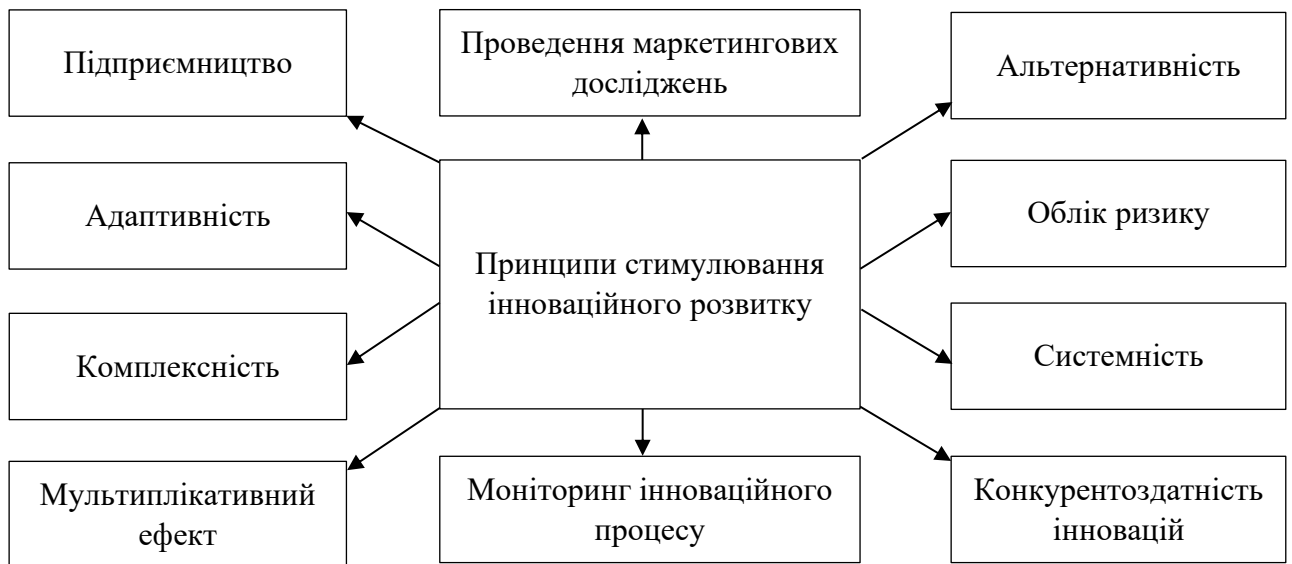 Підприємництво
Проведення маркетингових
досліджень
Альтернативність
Адаптивність
Принципи стимулювання
інноваційного розвитку
Облік ризику
Комплексність
Системність
Мультиплікативний
ефект
Моніторинг інноваційного
процесу
Конкурентоздатність
інновацій